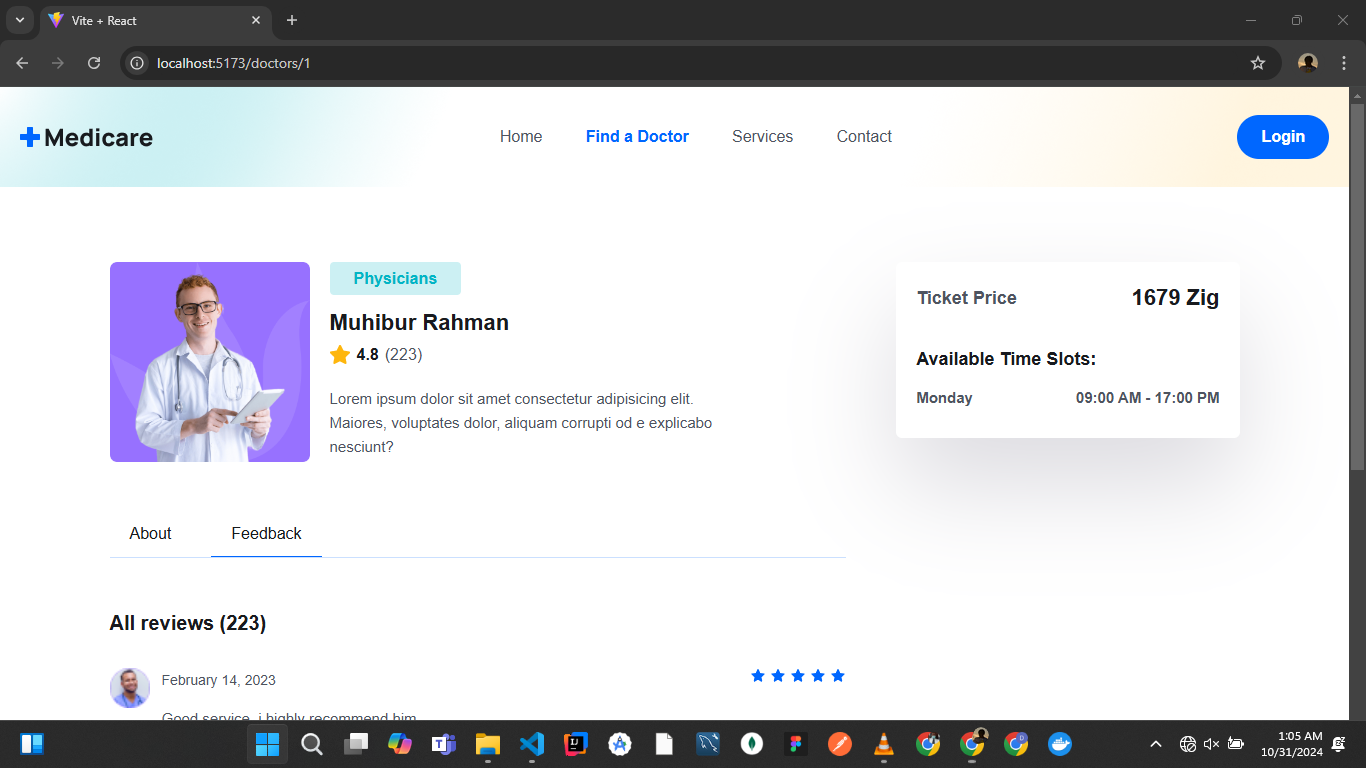 Vite + React
localhost:5173/doctors/1
Medicare
Home
Find a Doctor
Services
Contact
Login
Physicians
Muhibur Rahman
4.8 (223)
Lorem ipsum dolor sit amet consectetur adipisicing elit.
Maiores, voluptates dolor, aliquam corrupti od e explicabo
nesciunt?
Ticket Price
1679 Zig
Available Time Slots:
Monday
09:00 AM - 17:00 PM
About
Feedback
All reviews (223)
February 14, 2023
Good service, i highly recommend him
1:05 AM
10/31/2024